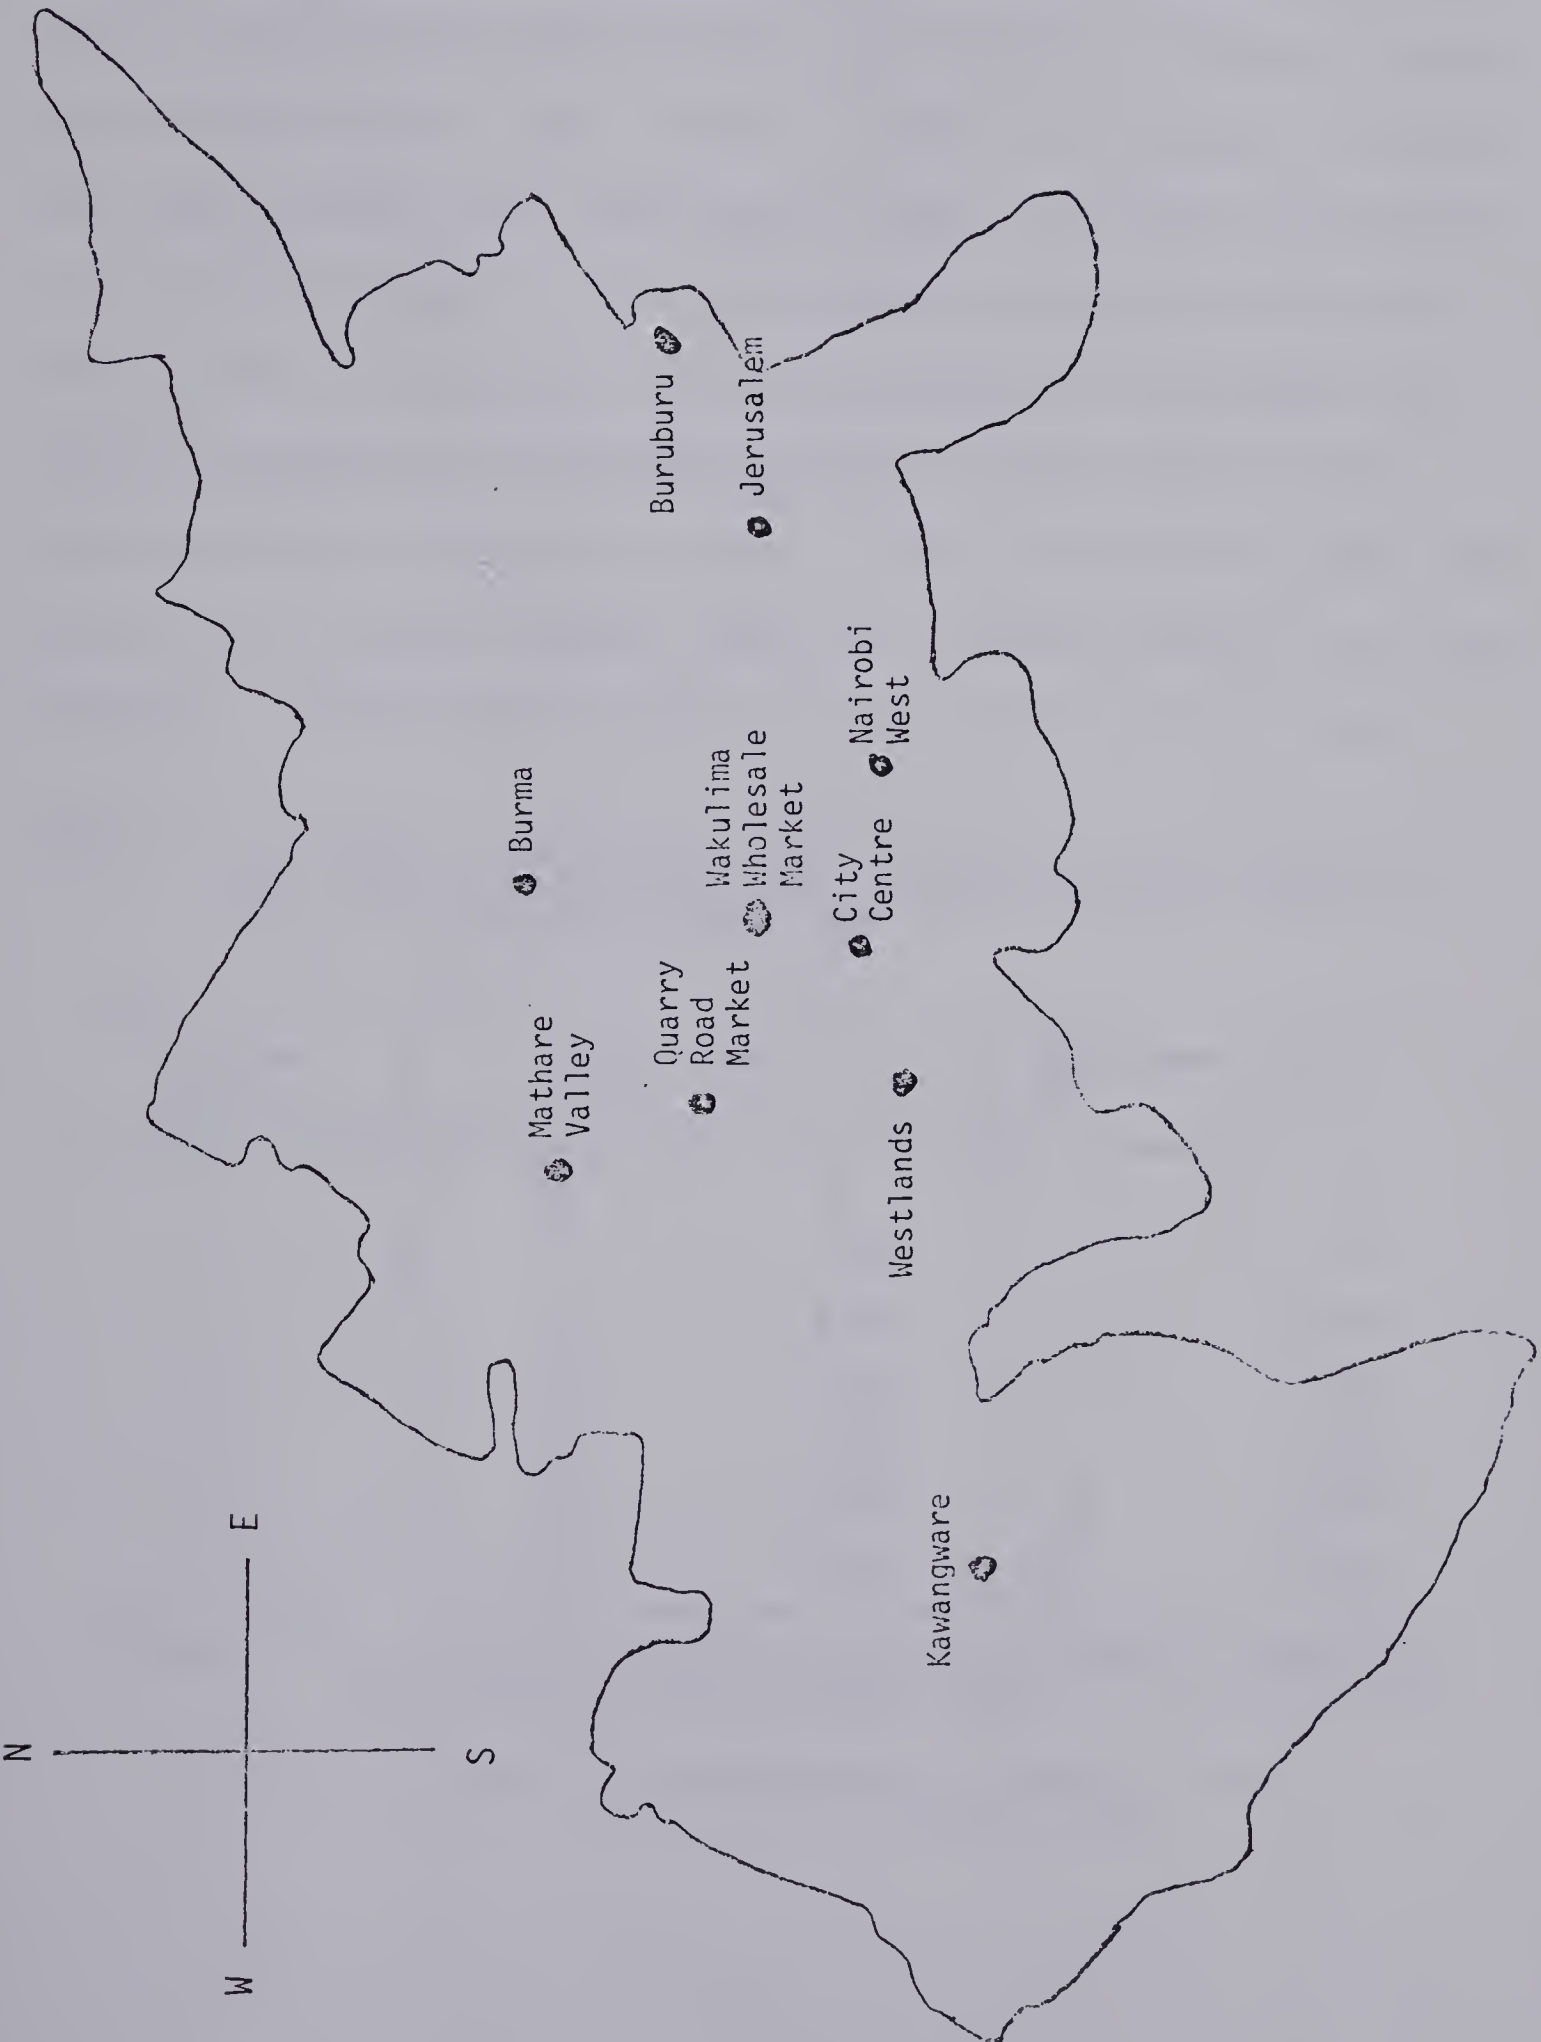 N
W
E
S
Burma
Mathare
Valley
Quarry
Road
Market
Buruburu
Wakulima
Wholesale
Market
Jerusalem
City
Centre
Nairobi
West
Westlands
Kawangware